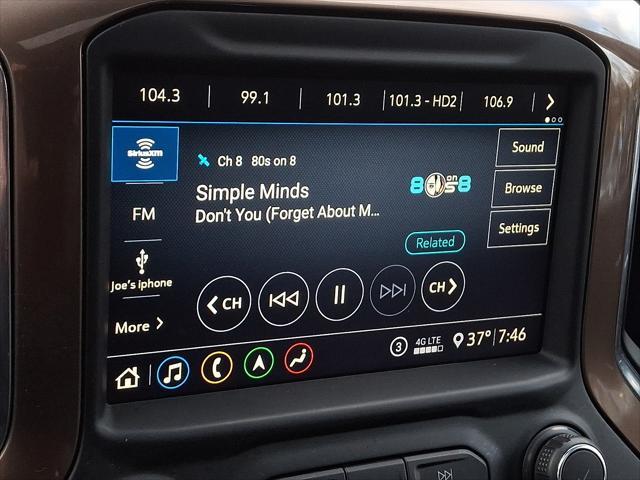 104.3 99.1 101.3 101.3 - HD2 106.9
SiriusXM
Ch 8 80s on 8
Sound
Simple Minds
80s on 8
Browse
FM
Don't You (Forget About M...
Settings
Related
Joe's iphone
CH CH
More
3 4G LTE 37° 7:46